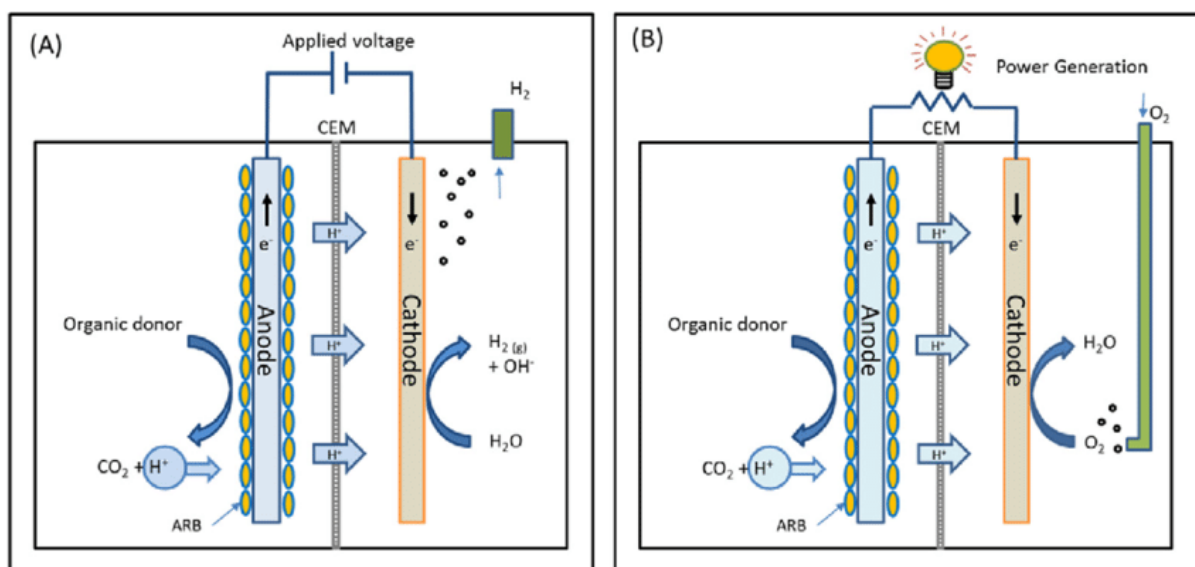 (A)
Applied voltage
H₂
CEM
H⁺
e⁻
e⁻
Anode
Cathode
Organic donor
H⁺
H₂ (g)
+ OH⁻
H₂O
CO₂ + H⁺
H⁺
ARB
(B)
Power Generation
O₂
CEM
H⁺
e⁻
e⁻
Anode
Cathode
Organic donor
H⁺
H₂O
O₂
CO₂ + H⁺
H⁺
ARB